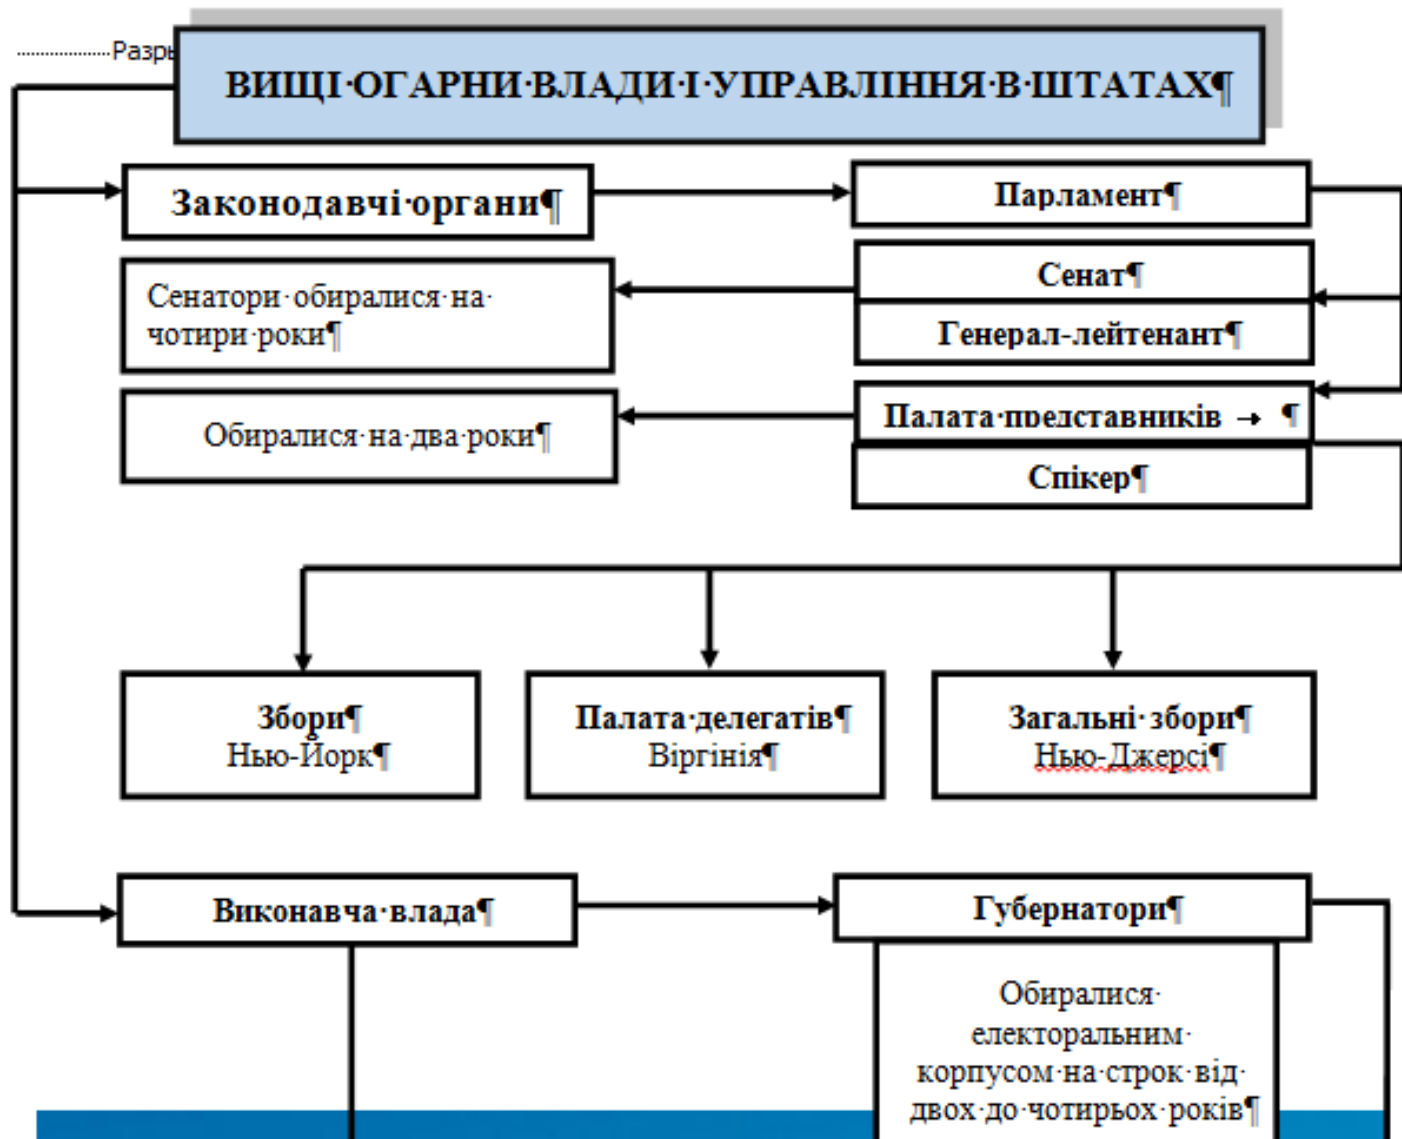 Разры
ВИЩІ·ОГАРНИ·ВЛАДИ·І·УПРАВЛІННЯ·В·ШТАТАХ¶
Законодавчі·органи¶
Парламент¶
Сенатори·обиралися·на·
чотири·роки¶
Сенат¶
Генерал-лейтенант¶
Обиралися·на·два·роки¶
Палата·представників → ¶
Спікер¶
Збори¶
Нью-Йорк¶
Палата·делегатів¶
Віргінія¶
Загальні·збори¶
Нью-Джерсі¶
Виконавча·влада¶
Губернатори¶
Обиралися·
електоральним·
корпусом·на·строк·від·
двох·до·чотирьох·років¶